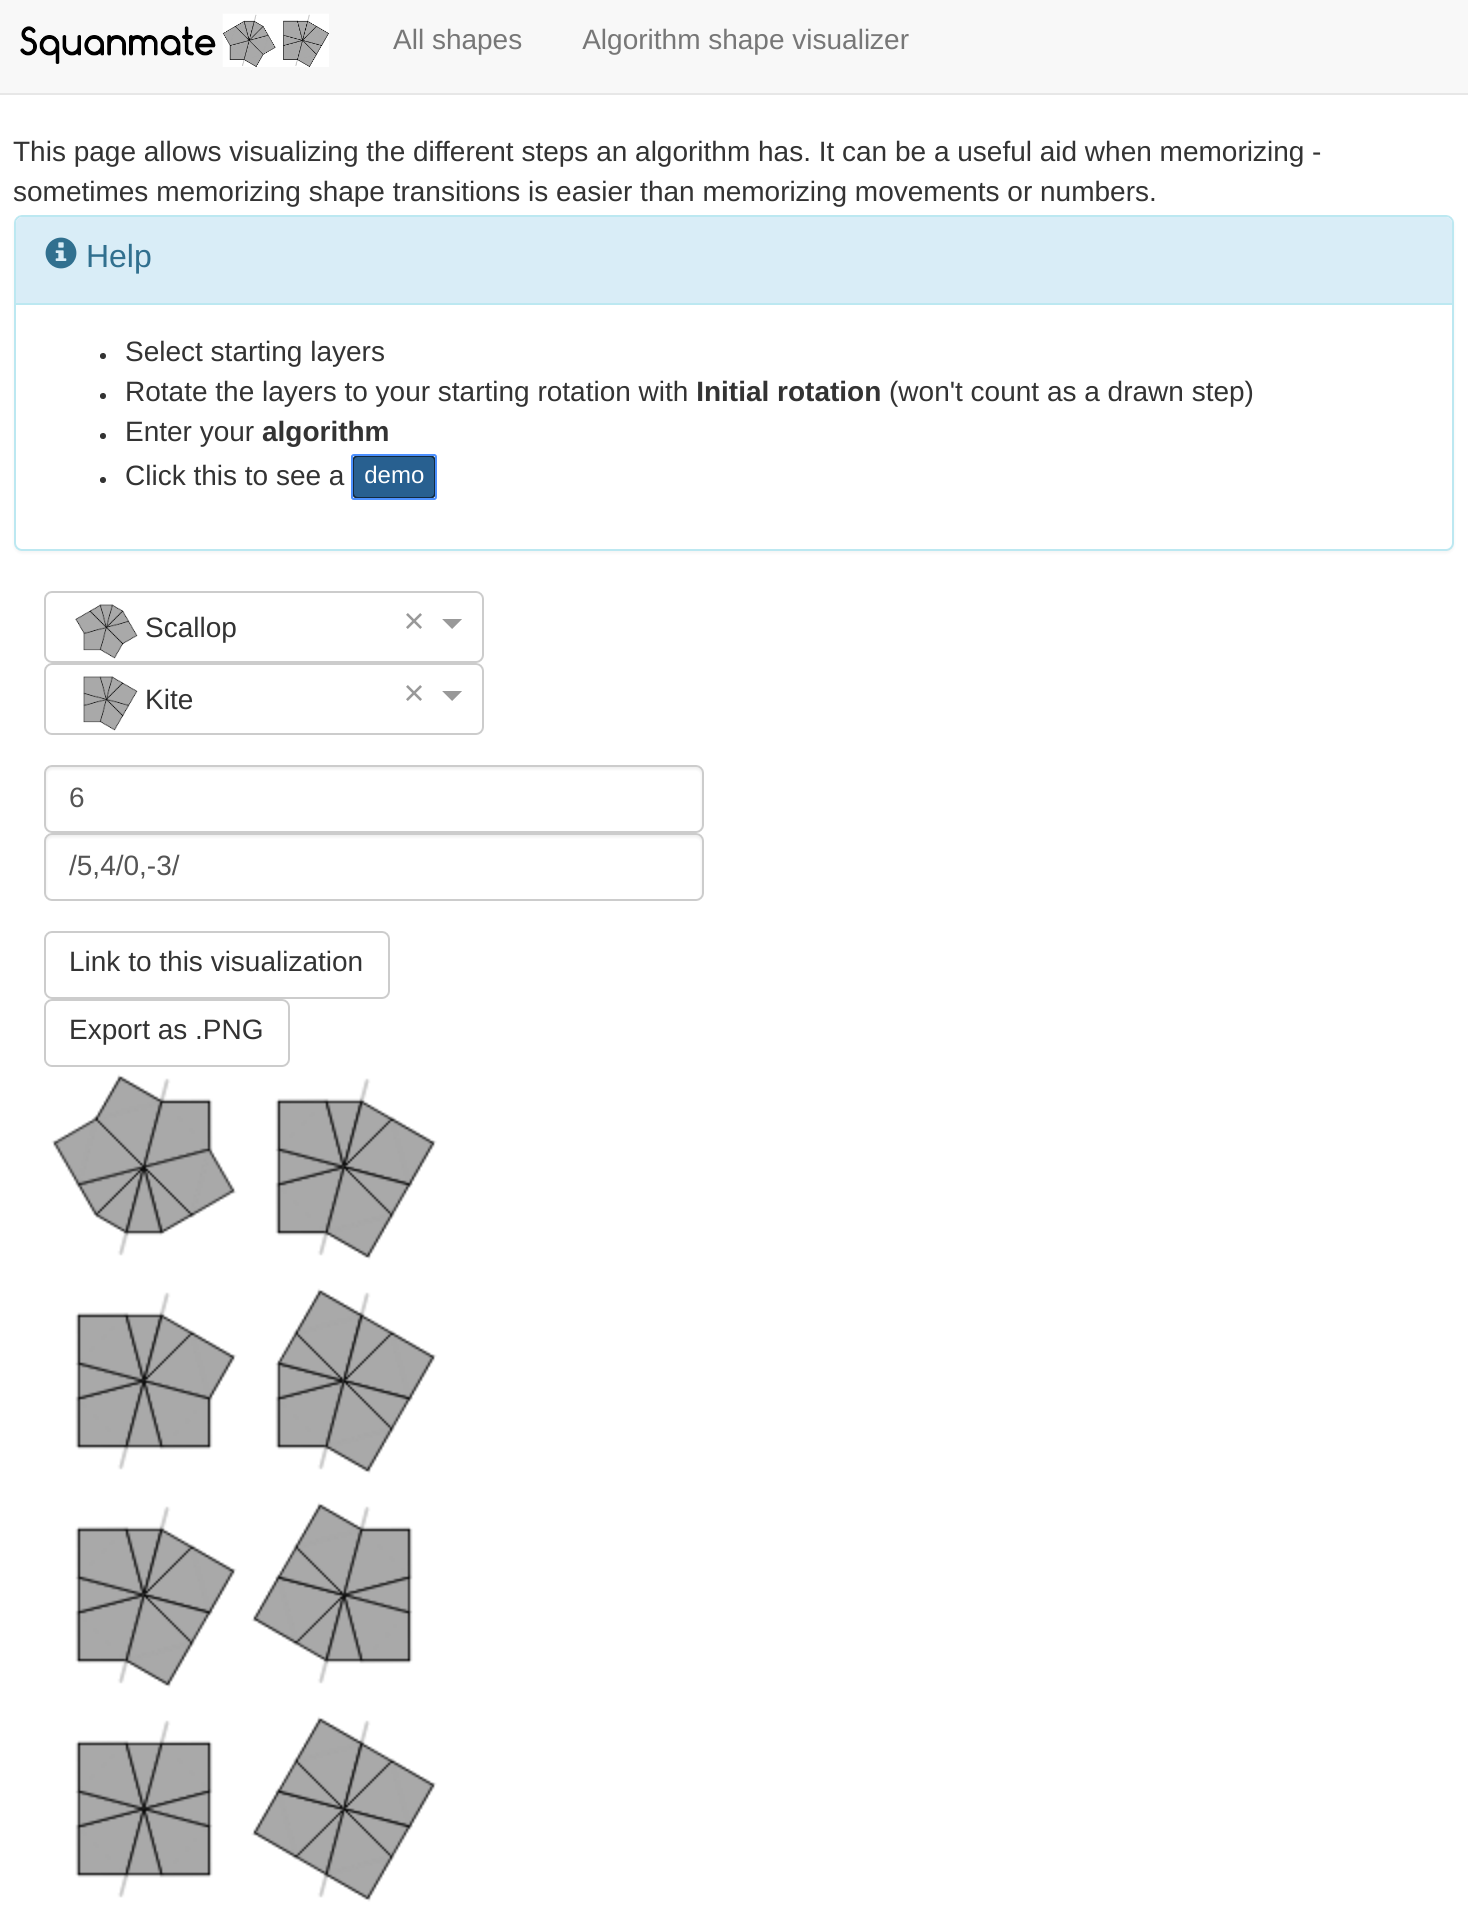 Squanmate
All shapes
Algorithm shape visualizer
This page allows visualizing the different steps an algorithm has. It can be a useful aid when memorizing -
sometimes memorizing shape transitions is easier than memorizing movements or numbers.
Help
Select starting layers
Rotate the layers to your starting rotation with Initial rotation (won't count as a drawn step)
Enter your algorithm
Click this to see a demo
Scallop
Kite
6
/5,4/0,-3/
Link to this visualization
Export as .PNG